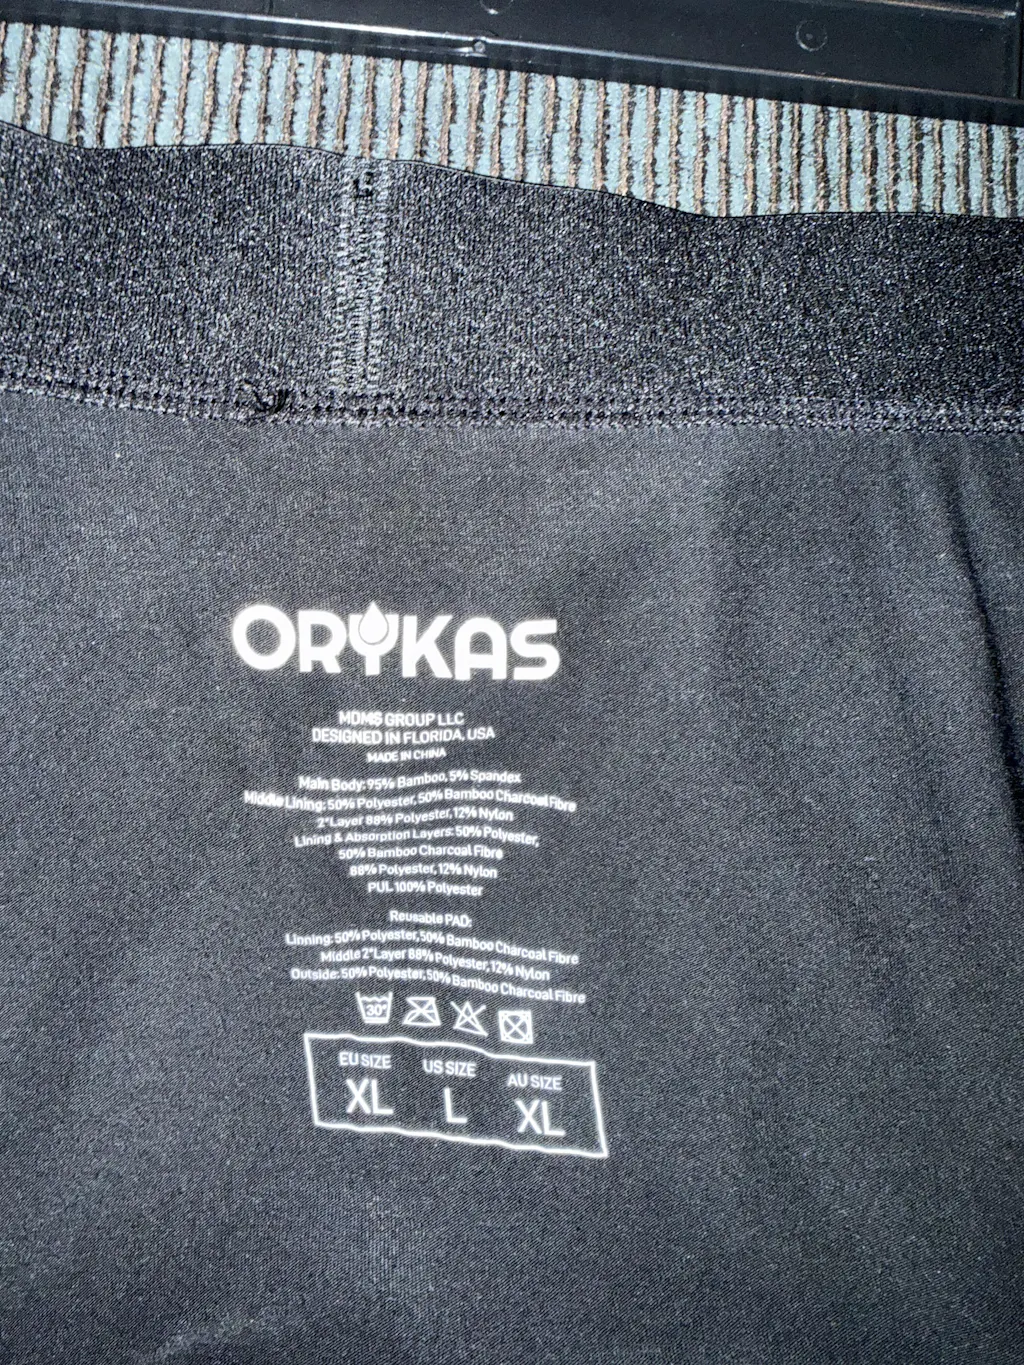 ORYKAS
MDMS GROUP LLC
DESIGNED IN FLORIDA, USA
MADE IN CHINA
Main Body: 95% Bamboo, 5% Spandex
Middle Lining: 50% Polyester, 50% Bamboo Charcoal Fibre
2"Layer 88% Polyester, 12% Nylon
Lining & Absorption Layers: 50% Polyester,
50% Bamboo Charcoal Fibre
88% Polyester, 12% Nylon
PUL 100% Polyester
Reusable PAD:
Linning: 50% Polyester, 50% Bamboo Charcoal Fibre
Middle 2"Layer 88% Polyester, 12% Nylon
Outside: 50% Polyester, 50% Bamboo Charcoal Fibre
30°
EU SIZE US SIZE AU SIZE
XL L XL